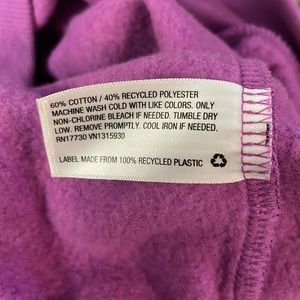 60% COTTON / 40% RECYCLED POLYESTER
MACHINE WASH COLD WITH LIKE COLORS. ONLY
NON-CHLORINE BLEACH IF NEEDED. TUMBLE DRY
LOW. REMOVE PROMPTLY. COOL IRON IF NEEDED.
RN17730 VN1315930
LABEL MADE FROM 100% RECYCLED PLASTIC